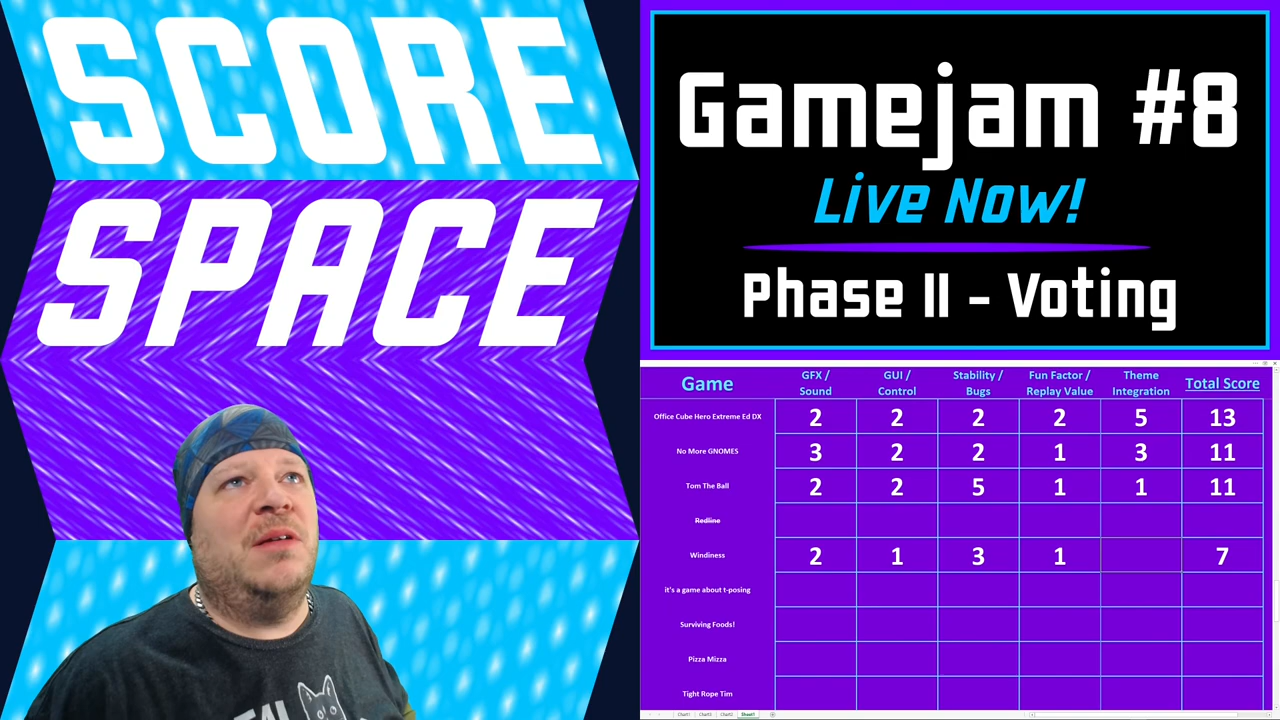 SCORE
SPACE
Gamejam #8
Live Now!
Phase II - Voting
Game GFX / Sound GUI / Control Stability / Bugs Fun Factor / Replay Value Theme Integration Total Score
Office Cube Hero Extreme Ed DX 2 2 2 2 5 13
No More GNOMES 3 2 2 1 3 11
Tom The Ball 2 2 5 1 1 11
Redline
Windiness 2 1 3 1 7
it's a game about t-posing
Surviving Foods!
Pizza Mizza
Tight Rope Tim